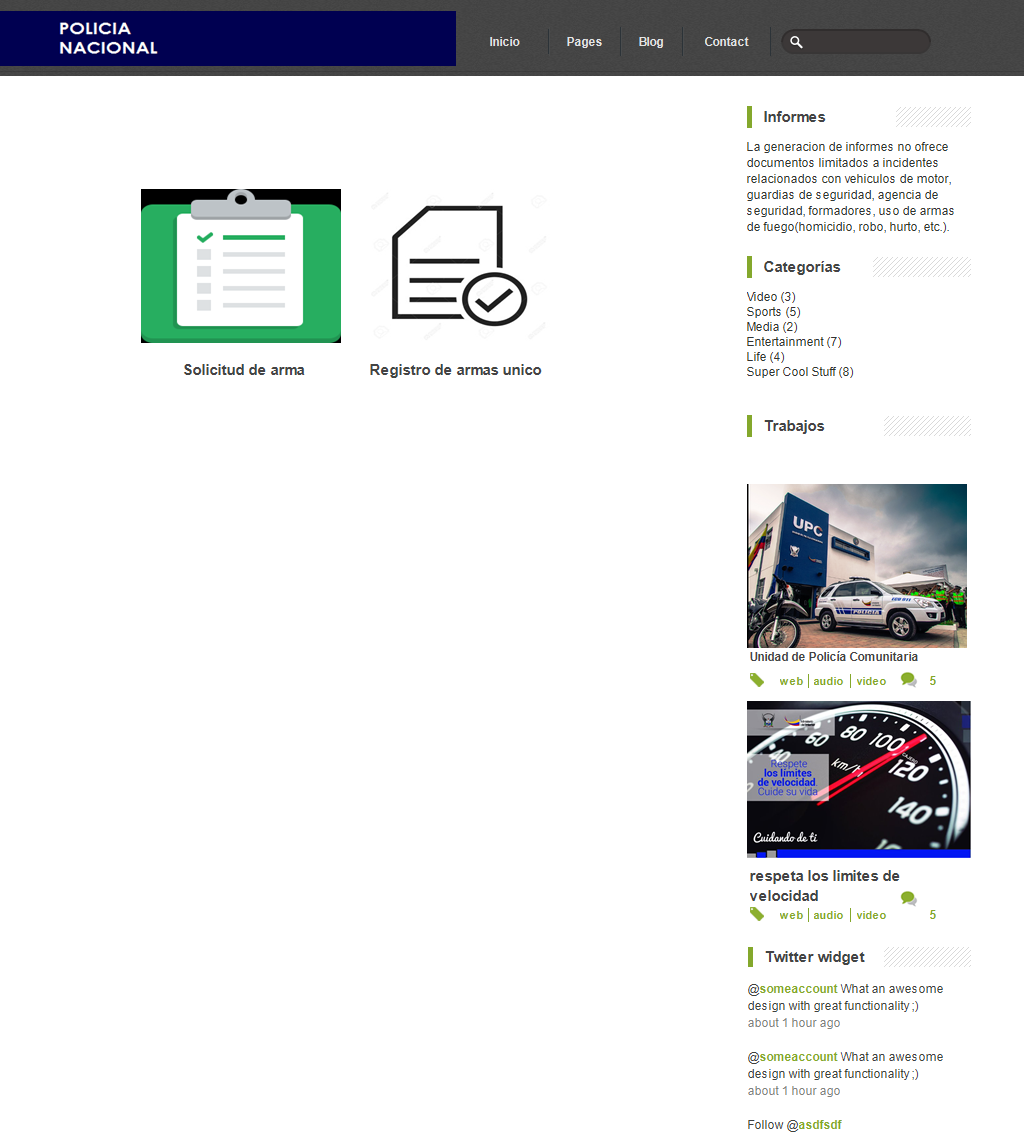 POLICIA
NACIONAL
Inicio
Pages
Blog
Contact
Solicitud de arma
Registro de armas unico
Informes
La generacion de informes no ofrece
documentos limitados a incidentes
relacionados con vehiculos de motor,
guardias de seguridad, agencia de
seguridad, formadores, uso de armas
de fuego(homicidio, robo, hurto, etc.).
Categorías
Video (3)
Sports (5)
Media (2)
Entertainment (7)
Life (4)
Super Cool Stuff (8)
Trabajos
UPC
POLICIA
Unidad de Policía Comunitaria
web audio video 5
60 80 100 120 140
km/h
Respete
los límites
de velocidad.
Cuide su vida
Cuidando de ti
respeta los limites de
velocidad
web audio video 5
Twitter widget
@someaccount What an awesome
design with great functionality ;)
about 1 hour ago
@someaccount What an awesome
design with great functionality ;)
about 1 hour ago
Follow @asdfsdf